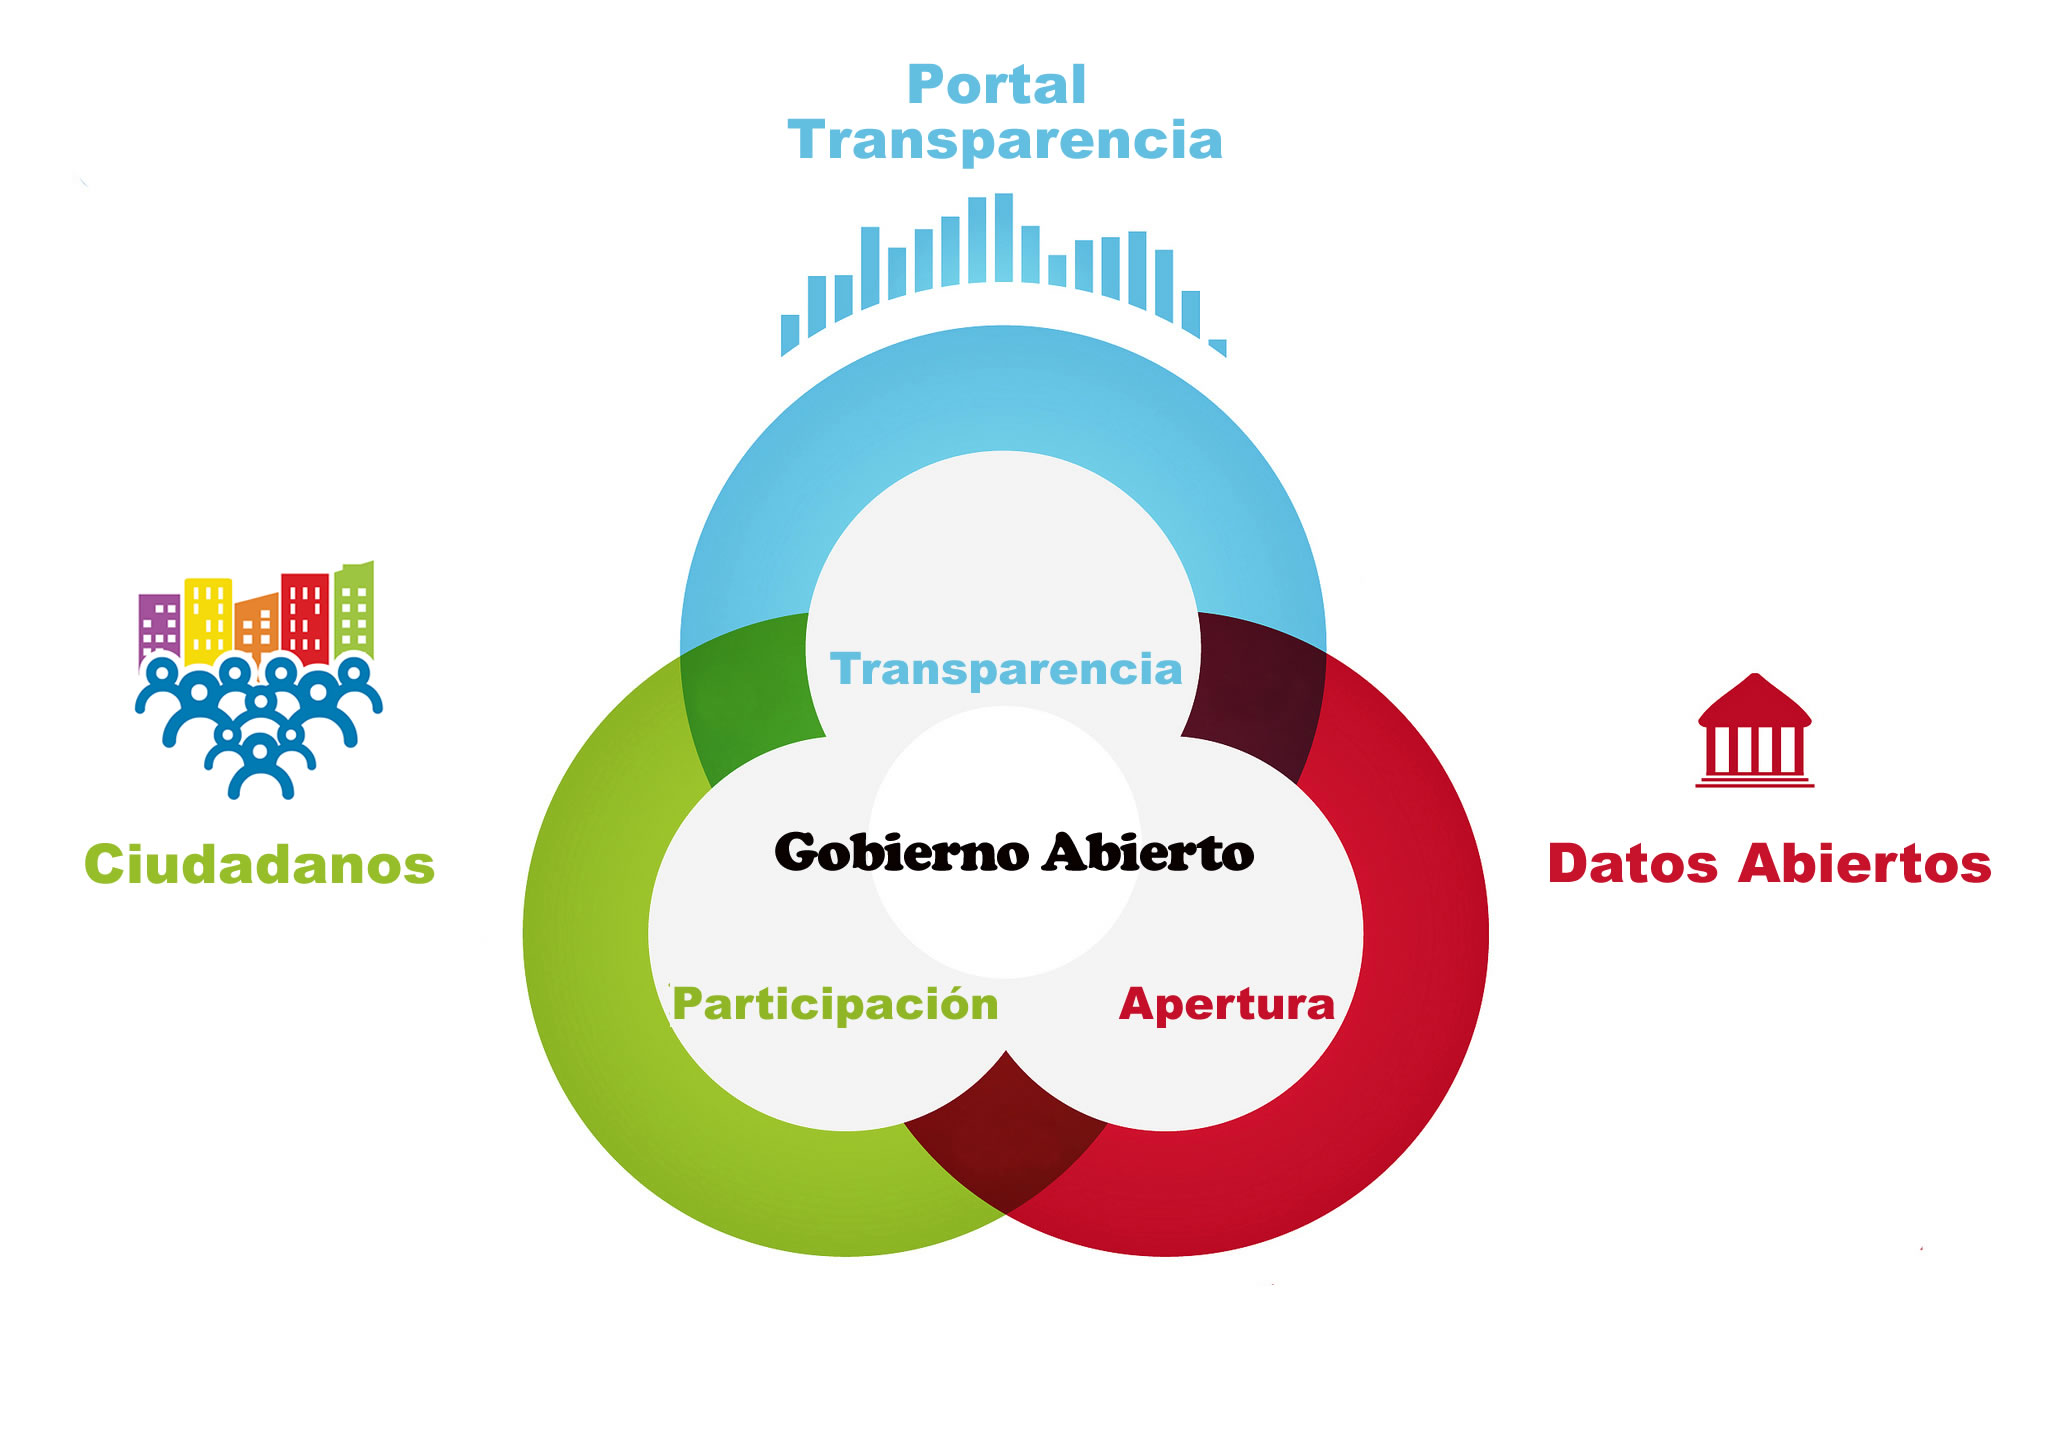 Portal
Transparencia
Transparencia
Ciudadanos
Gobierno Abierto
Datos Abiertos
Participación
Apertura